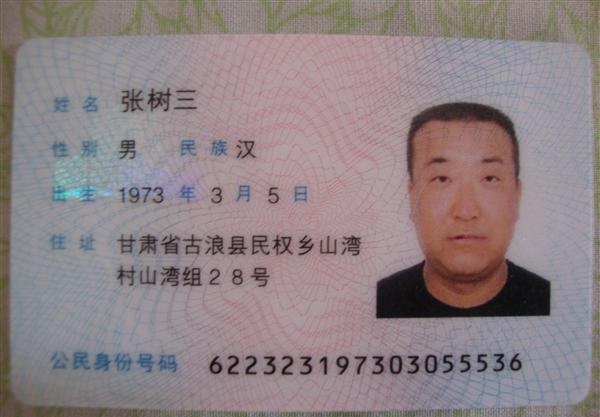 姓名 张树三
性别 男 民族 汉
出生 1973 年 3 月 5 日
住址 甘肃省古浪县民权乡山湾
村山湾组28号
公民身份号码 622323197303055536